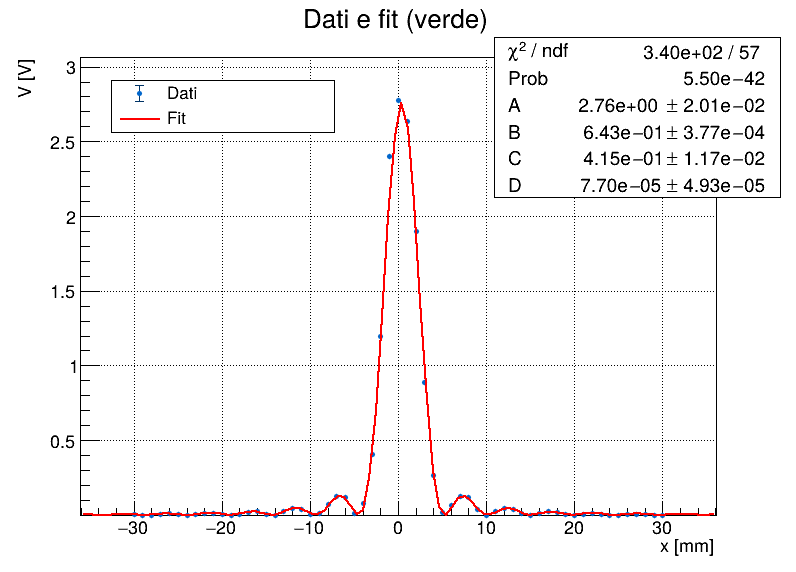 Dati e fit (verde)
χ² / ndf 3.40e+02 / 57
Prob 5.50e−42
A 2.76e+00 ± 2.01e−02
B 6.43e−01 ± 3.77e−04
C 4.15e−01 ± 1.17e−02
D 7.70e−05 ± 4.93e−05
V [V]
Dati
Fit
3
2.5
2
1.5
1
0.5
−30 −20 −10 0 10 20 30
x [mm]